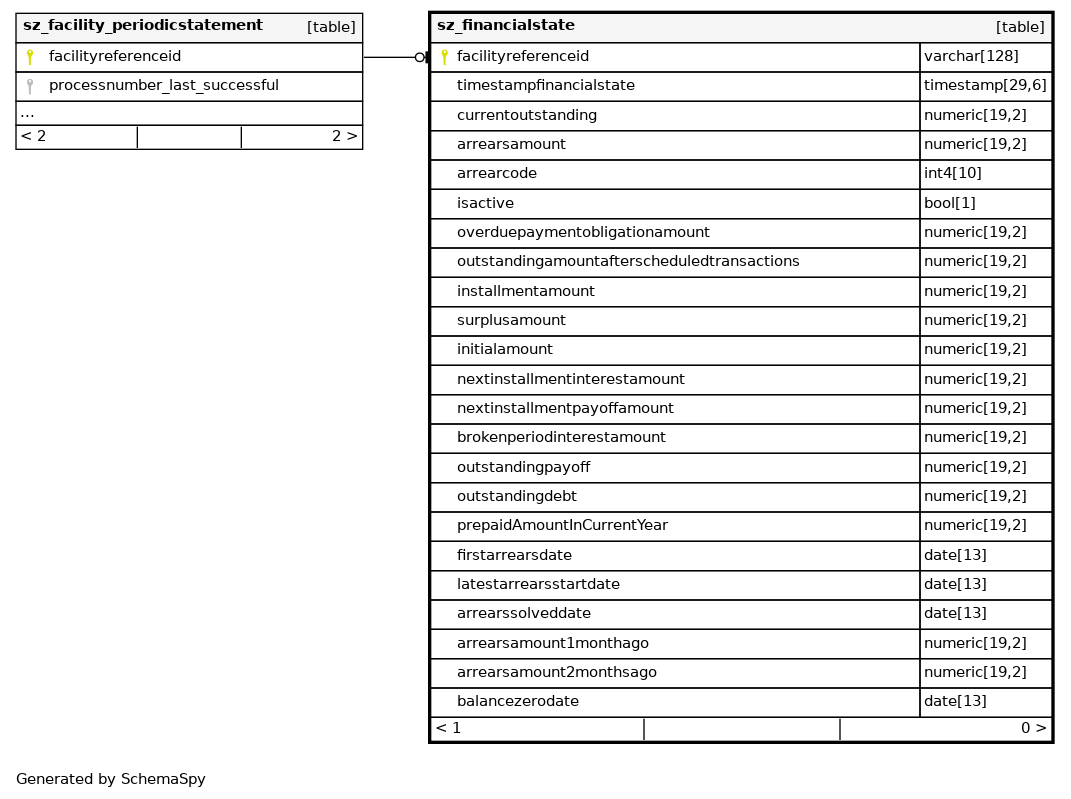 sz_facility_periodicstatement [table]
facilityreferenceid
processnumber_last_successful
...
< 2 2 >
sz_financialstate [table]
facilityreferenceid varchar[128]
timestampfinancialstate timestamp[29,6]
currentoutstanding numeric[19,2]
arrearsamount numeric[19,2]
arrearcode int4[10]
isactive bool[1]
overduepaymentobligationamount numeric[19,2]
outstandingamountafterscheduledtransactions numeric[19,2]
installmentamount numeric[19,2]
surplusamount numeric[19,2]
initialamount numeric[19,2]
nextinstallmentinterestamount numeric[19,2]
nextinstallmentpayoffamount numeric[19,2]
brokenperiodinterestamount numeric[19,2]
outstandingpayoff numeric[19,2]
outstandingdebt numeric[19,2]
prepaidAmountInCurrentYear numeric[19,2]
firstarrearsdate date[13]
latestarrearsstartdate date[13]
arrearssolveddate date[13]
arrearsamount1monthago numeric[19,2]
arrearsamount2monthsago numeric[19,2]
balancezerodate date[13]
< 1 0 >
Generated by SchemaSpy